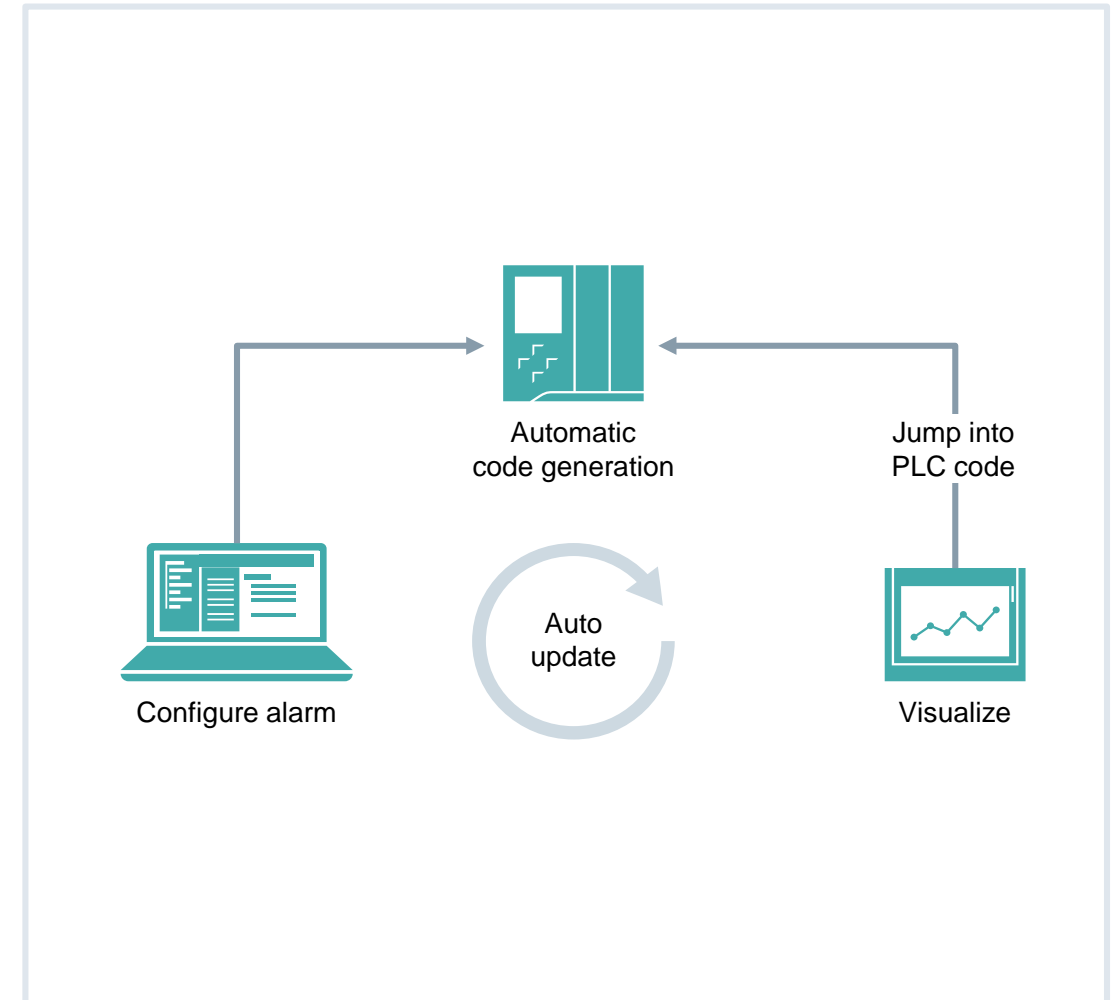 Automatic
code generation
Jump into
PLC code
Auto
update
Configure alarm
Visualize